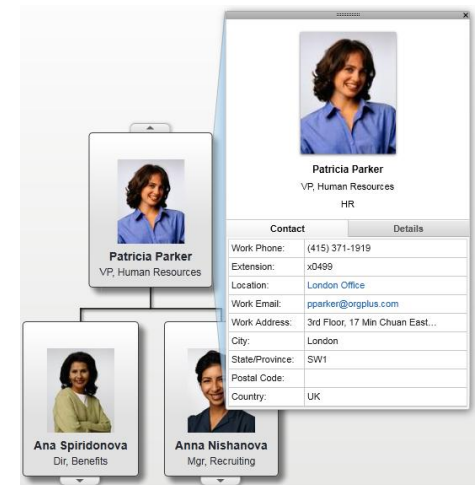 Patricia Parker
VP, Human Resources
Ana Spiridonova
Dir, Benefits
Anna Nishanova
Mgr, Recruiting
x
Patricia Parker
VP, Human Resources
HR
Contact Details
Work Phone: (415) 371-1919
Extension: x0499
Location: London Office
Work Email: pparker@orgplus.com
Work Address: 3rd Floor, 17 Min Chuan East...
City: London
State/Province: SW1
Postal Code:
Country: UK